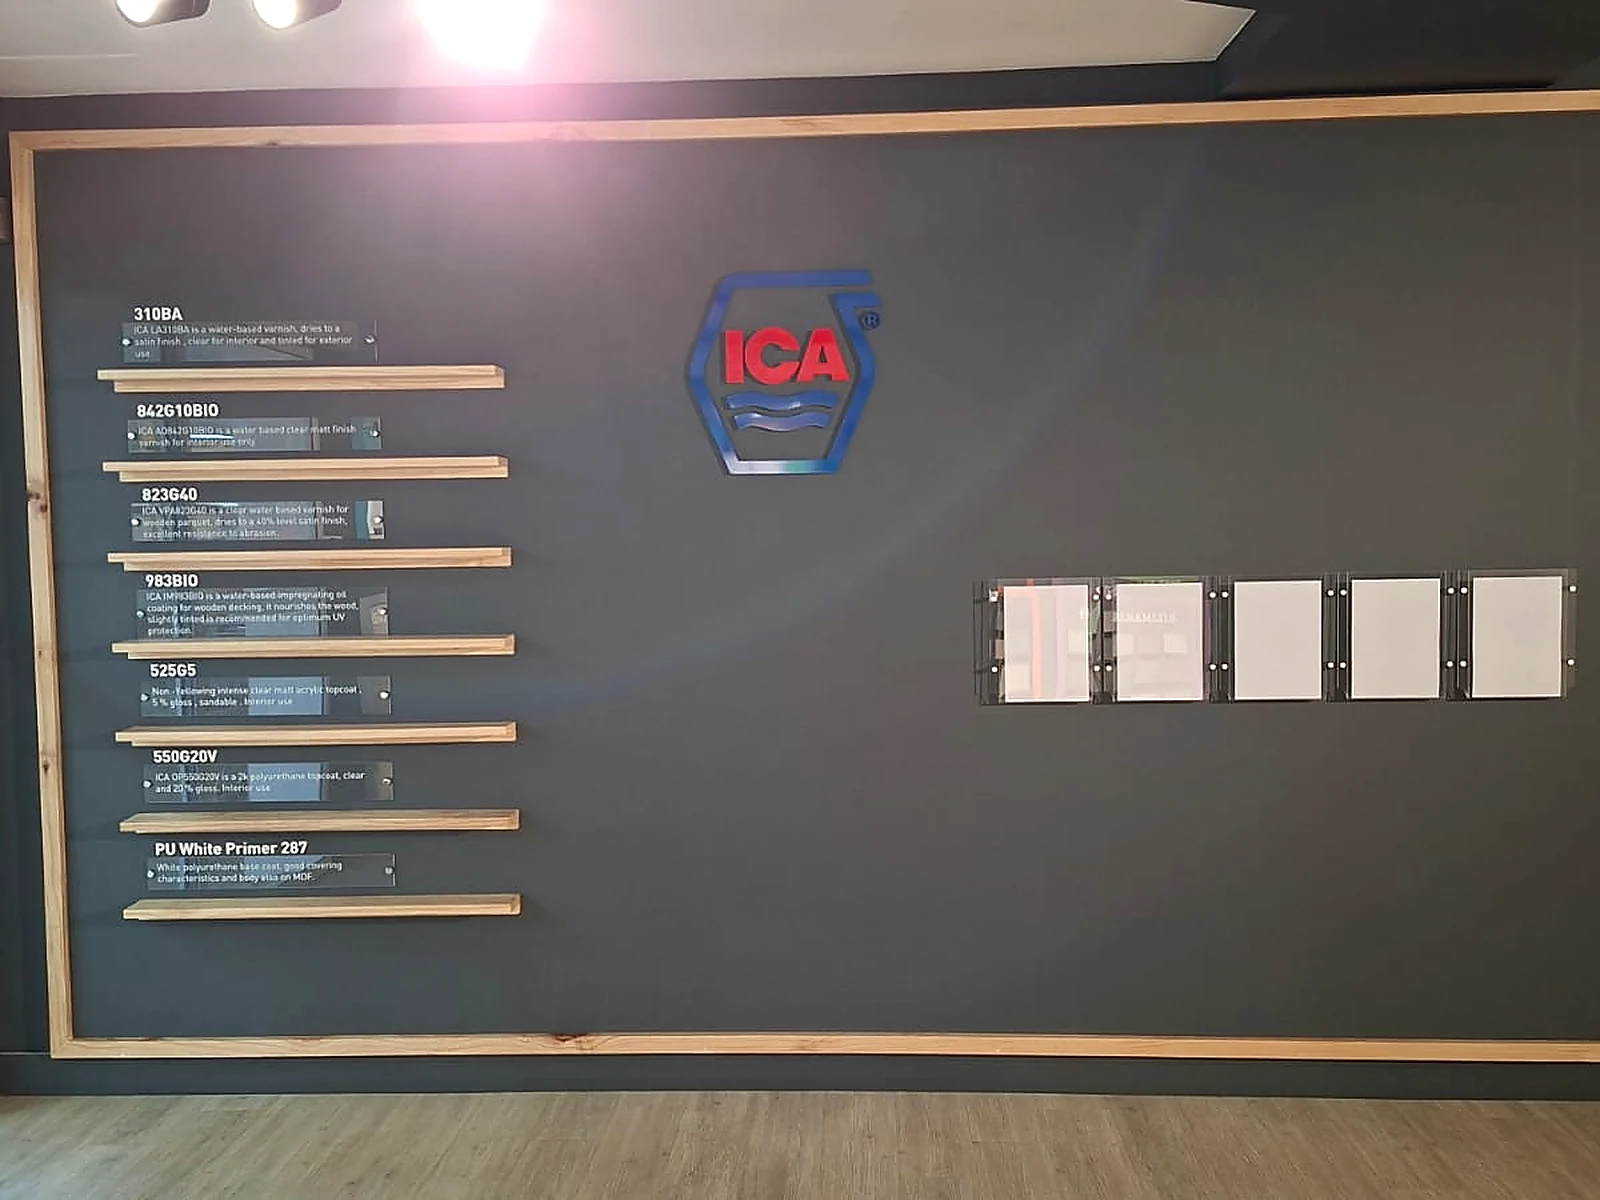 310BA
ICA LA310BA is a water-based varnish, dries to a
satin finish , clear for interior and tinted for exterior
use.
842G10BIO
ICA AD842G10BIO is a water based clear matt finish
varnish for interior use only.
823G40
ICA VPA823G40 is a clear water based varnish for
wooden parquet, dries to a 40% level satin finish,
excellent resistence to abrasion.
983BIO
ICA IM983BIO is a water-based impregnating oil
coating for wooden decking, it nourishes the wood,
slightly tinted is recommended for optimum UV
protection.
525G5
Non -Yellowing intense clear matt acrylic topcoat ,
5 % gloss , sandable . Interior use
550G20V
ICA OP550G20V is a 2k polyurethane topcoat, clear
and 20 % gloss. Interior use
PU White Primer 287
White polyurethane base coat, good covering
characteristics and body also on MDF.
ICA
®